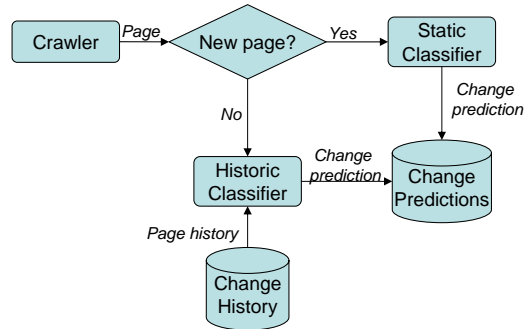 Crawler
Page
New page?
Yes
Static
Classifier
Change
prediction
No
Historic
Classifier
Change
prediction
Change
Predictions
Page history
Change
History